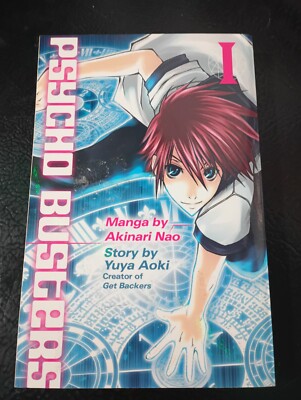 PSYCHO BUSTERS
I
Manga by
Akinari Nao
Story by
Yuya Aoki
Creator of
Get Backers